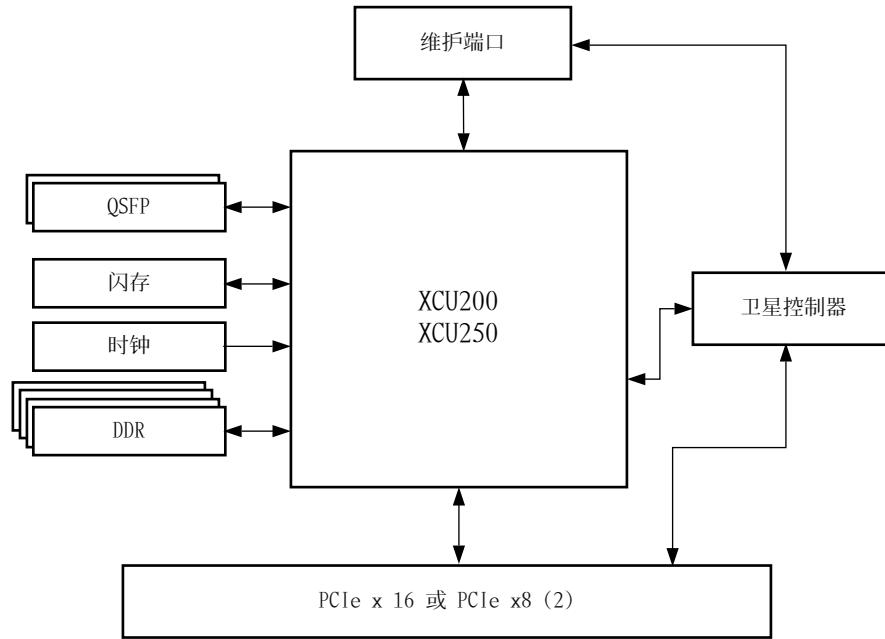 维护端口
QSFP
闪存
XCU200
XCU250
卫星控制器
时钟
DDR
PCIe x 16 或 PCIe x8 (2)